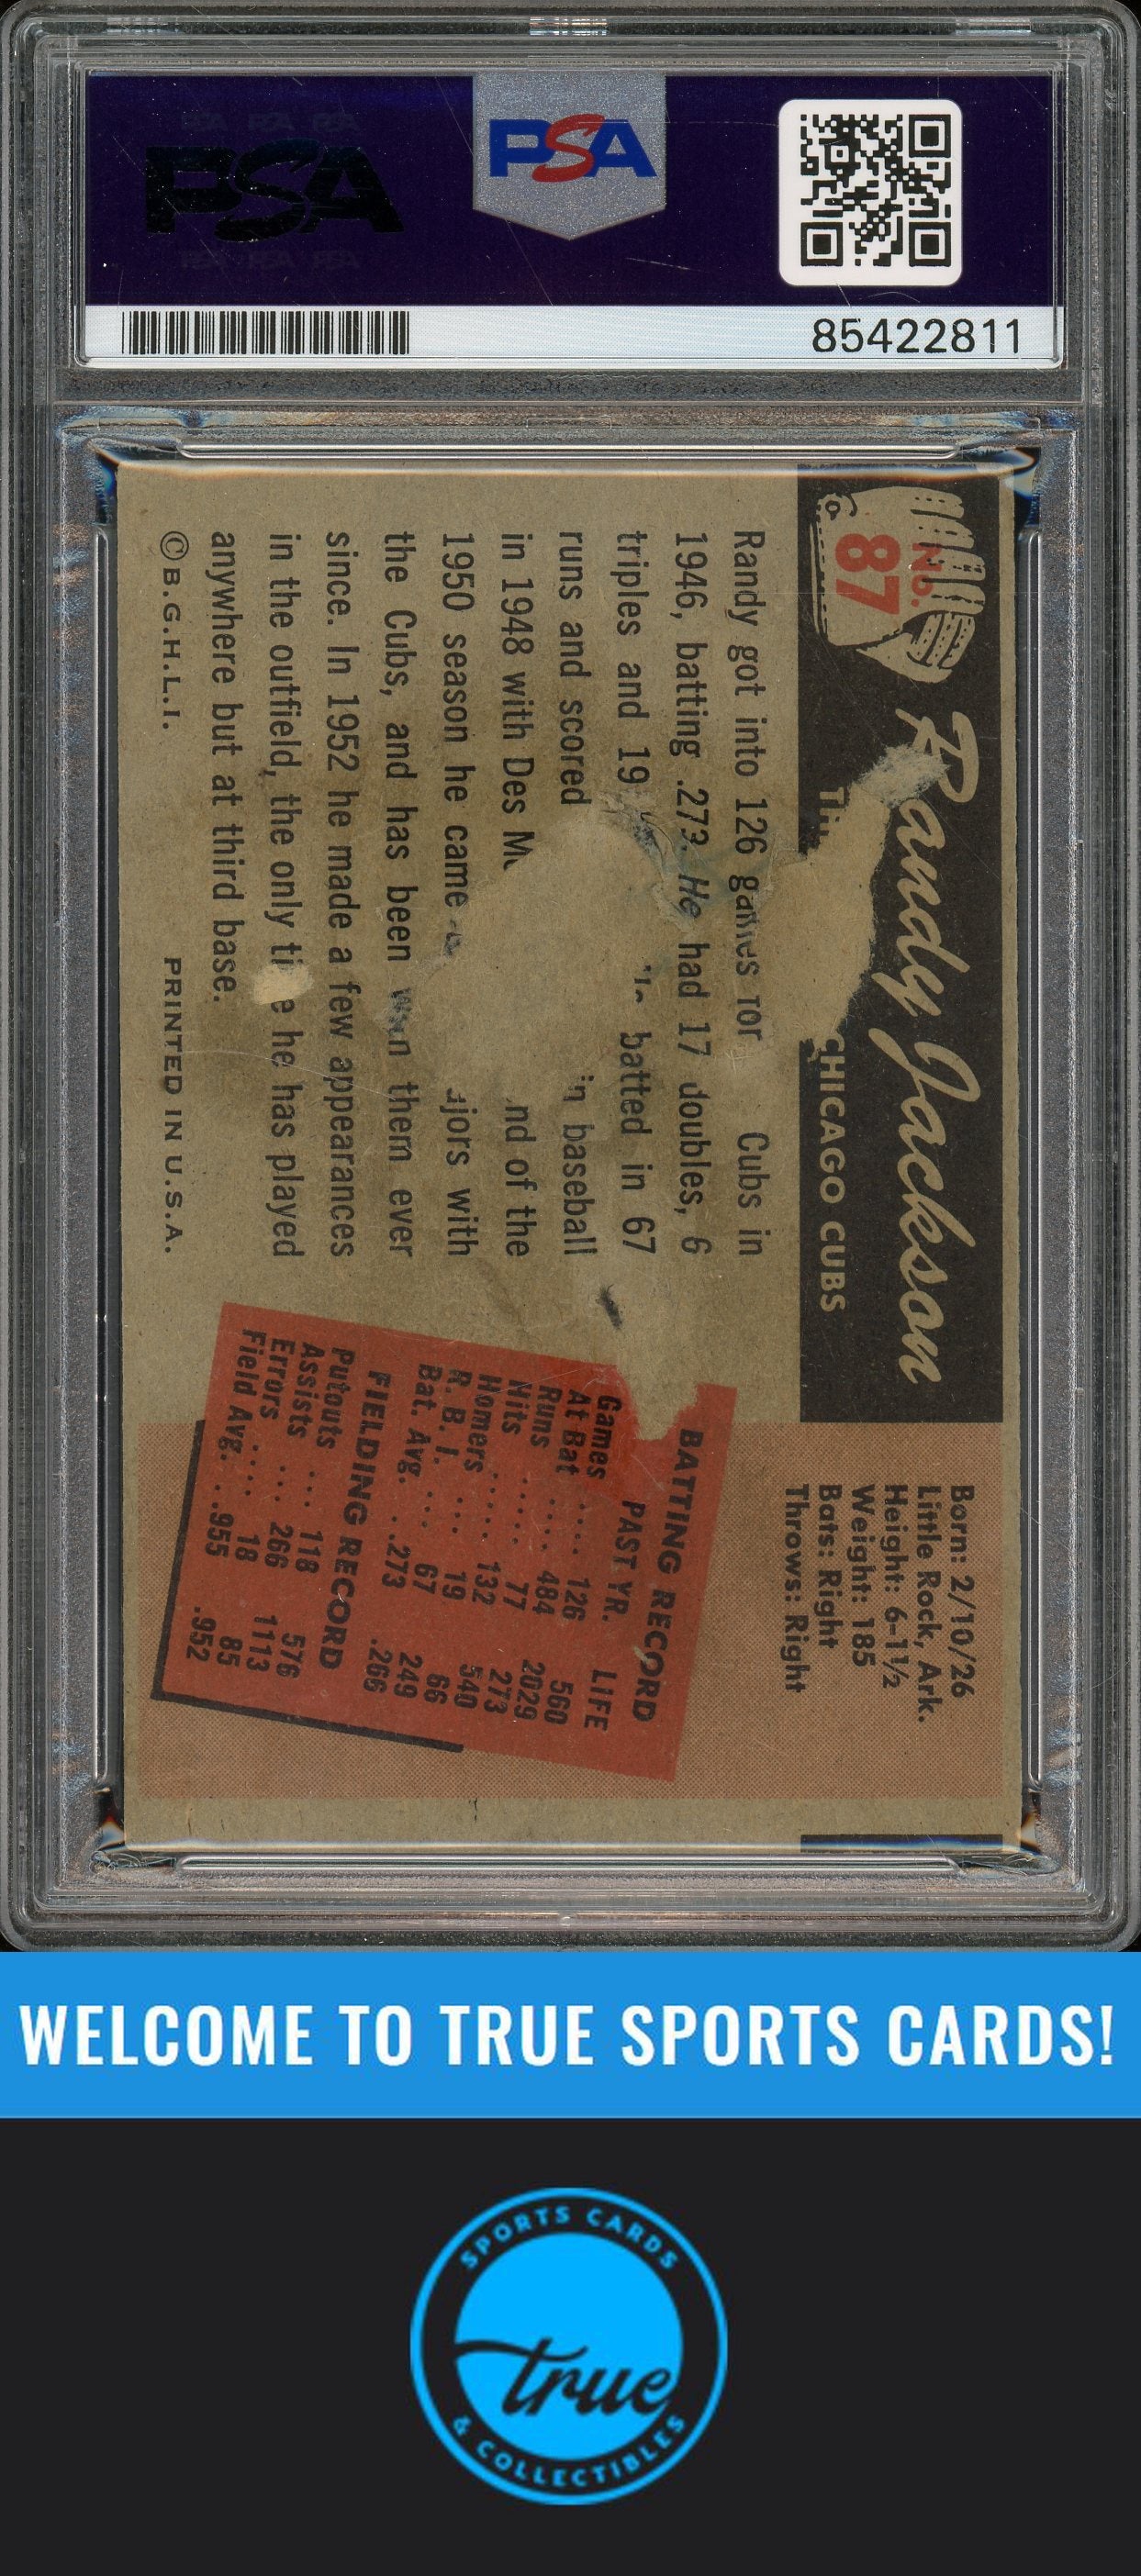 PSA
PSA
85422811
No.
87
Randy Jackson
CHICAGO CUBS
Born: 2/10/26
Little Rock, Ark.
Height: 6-1½
Weight: 185
Bats: Right
Throws: Right
Randy got into 126 games for Cubs in
1946, batting .273. He had 17 doubles, 6
triples and 19 batted in 67
runs and scored in baseball
in 1948 with Des nd of the
1950 season he came ajors with
the Cubs, and has been with them ever
since. In 1952 he made a few appearances
in the outfield, the only ti e he has played
anywhere but at third base.
©B.G.H.L.I. PRINTED IN U.S.A.
BATTING RECORD
PAST YR. LIFE
Games .... 126 560
At Bat .... 484 2029
Runs ..... 77 273
Hits ..... 132 540
Homers .... 19 66
R. B. I. ... 67 249
Bat. Avg. ..273 .266
FIELDING RECORD
Putouts ... 118 576
Assists ... 266 1113
Errors .... 18 85
Field Avg. ..955 .952
WELCOME TO TRUE SPORTS CARDS!
SPORTS CARDS
true
& COLLECTIBLES